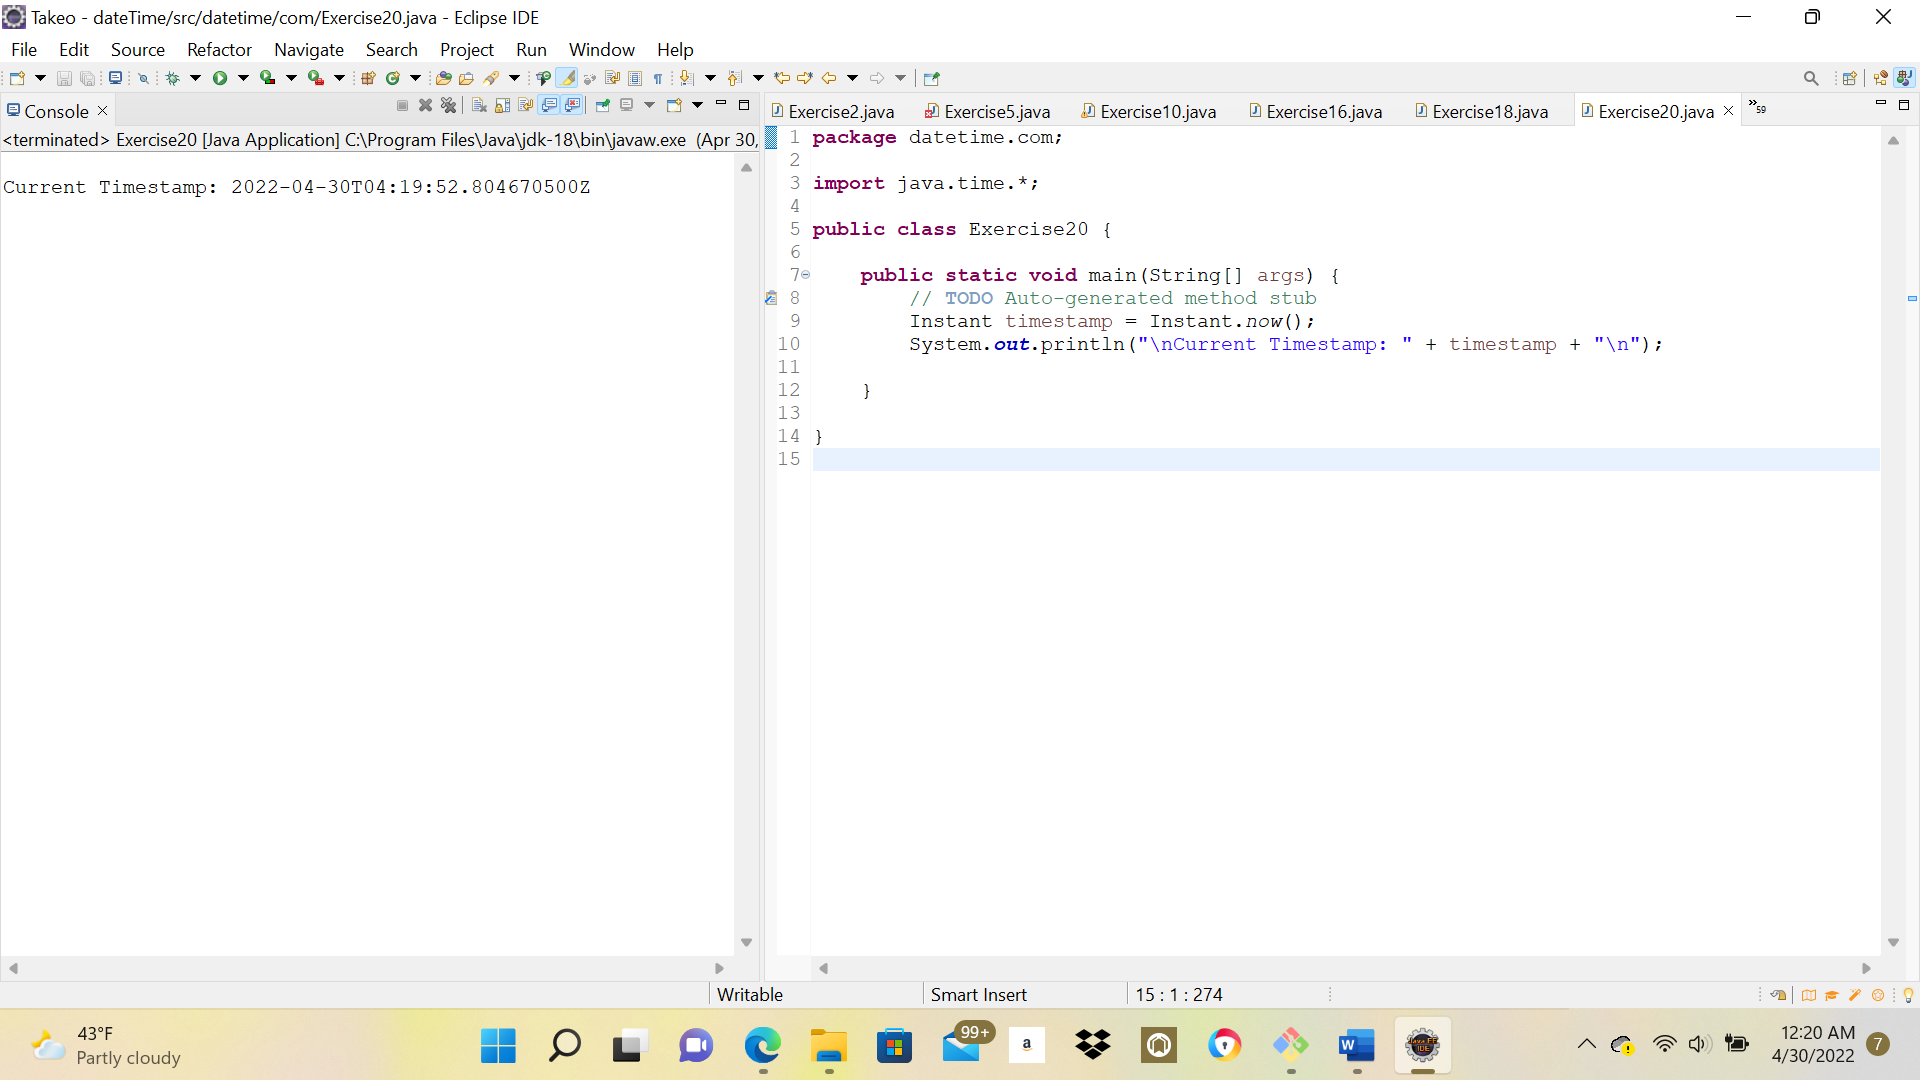 Takeo - dateTime/src/datetime/com/Exercise20.java - Eclipse IDE
File Edit Source Refactor Navigate Search Project Run Window Help
Console
<terminated> Exercise20 [Java Application] C:\Program Files\Java\jdk-18\bin\javaw.exe (Apr 30,
Current Timestamp: 2022-04-30T04:19:52.804670500Z
Exercise2.java Exercise5.java Exercise10.java Exercise16.java Exercise18.java Exercise20.java »59
1 package datetime.com;
2
3 import java.time.*;
4
5 public class Exercise20 {
6
7 public static void main(String[] args) {
8 // TODO Auto-generated method stub
9 Instant timestamp = Instant.now();
10 System.out.println("\nCurrent Timestamp: " + timestamp + "\n");
11
12 }
13
14 }
15
Writable Smart Insert 15 : 1 : 274
43°F
Partly cloudy
99+
a
W
12:20 AM
4/30/2022
7